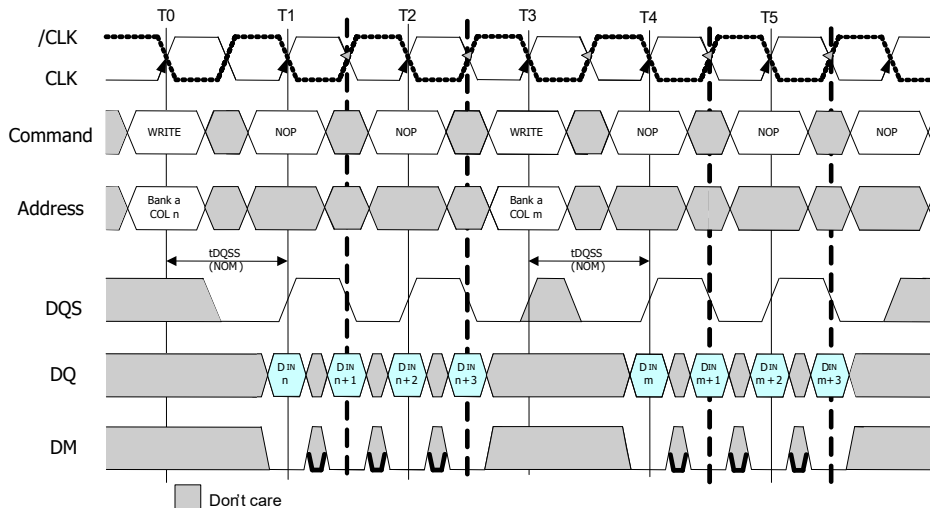 T0 T1 T2 T3 T4 T5
/CLK
CLK
Command WRITE NOP NOP WRITE NOP NOP NOP
Address Bank a COL n Bank a COL m
tDQSS (NOM) tDQSS (NOM)
DQS
DQ DIN n DIN n+1 DIN n+2 DIN n+3 DIN m DIN m+1 DIN m+2 DIN m+3
DM
Don't care